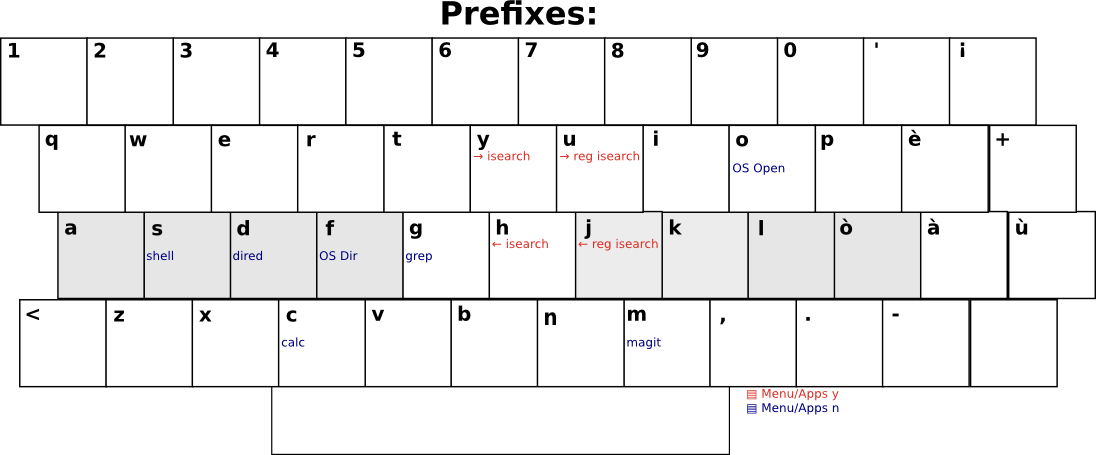 Prefixes:
1 2 3 4 5 6 7 8 9 0 ' ¡
q w e r t y u i o p è +
→ isearch → reg isearch
OS Open
a s d f g h j k l ò à ù
← isearch ← reg isearch
shell dired OS Dir grep
< z x c v b n m , . -
calc magit
▤ Menu/Apps y
▤ Menu/Apps n